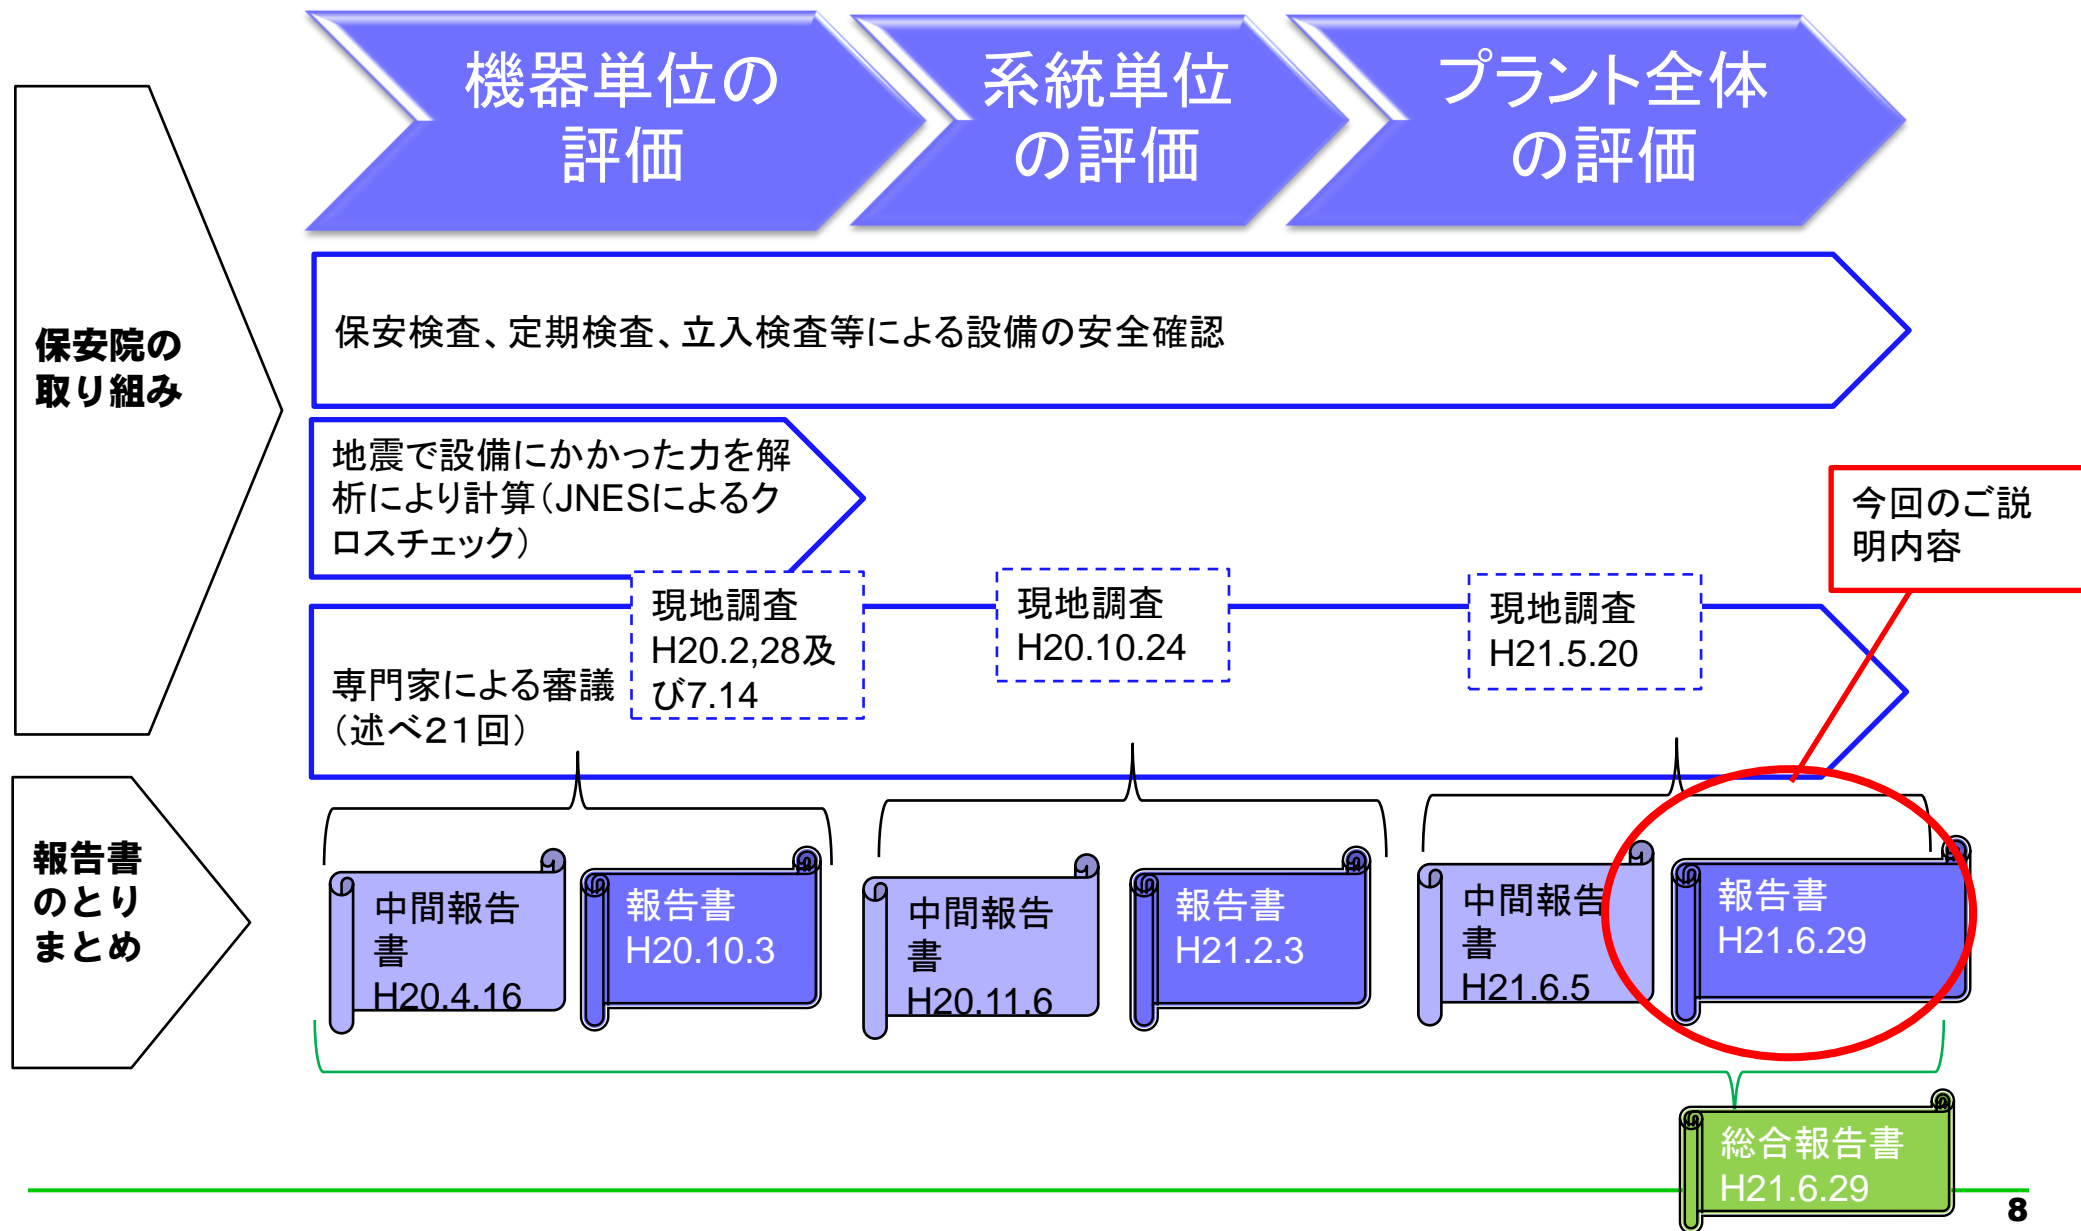 機器単位の
評価
系統単位
の評価
プラント全体
の評価
保安院の
取り組み
保安検査、定期検査、立入検査等による設備の安全確認
地震で設備にかかった力を解
析により計算（JNESによるク
ロスチェック）
今回のご説
明内容
専門家による審議
（述べ２１回）
現地調査
H20.2,28及
び7.14
現地調査
H20.10.24
現地調査
H21.5.20
報告書
のとり
まとめ
中間報告
書
H20.4.16
報告書
H20.10.3
中間報告
書
H20.11.6
報告書
H21.2.3
中間報告
書
H21.6.5
報告書
H21.6.29
総合報告書
H21.6.29
8